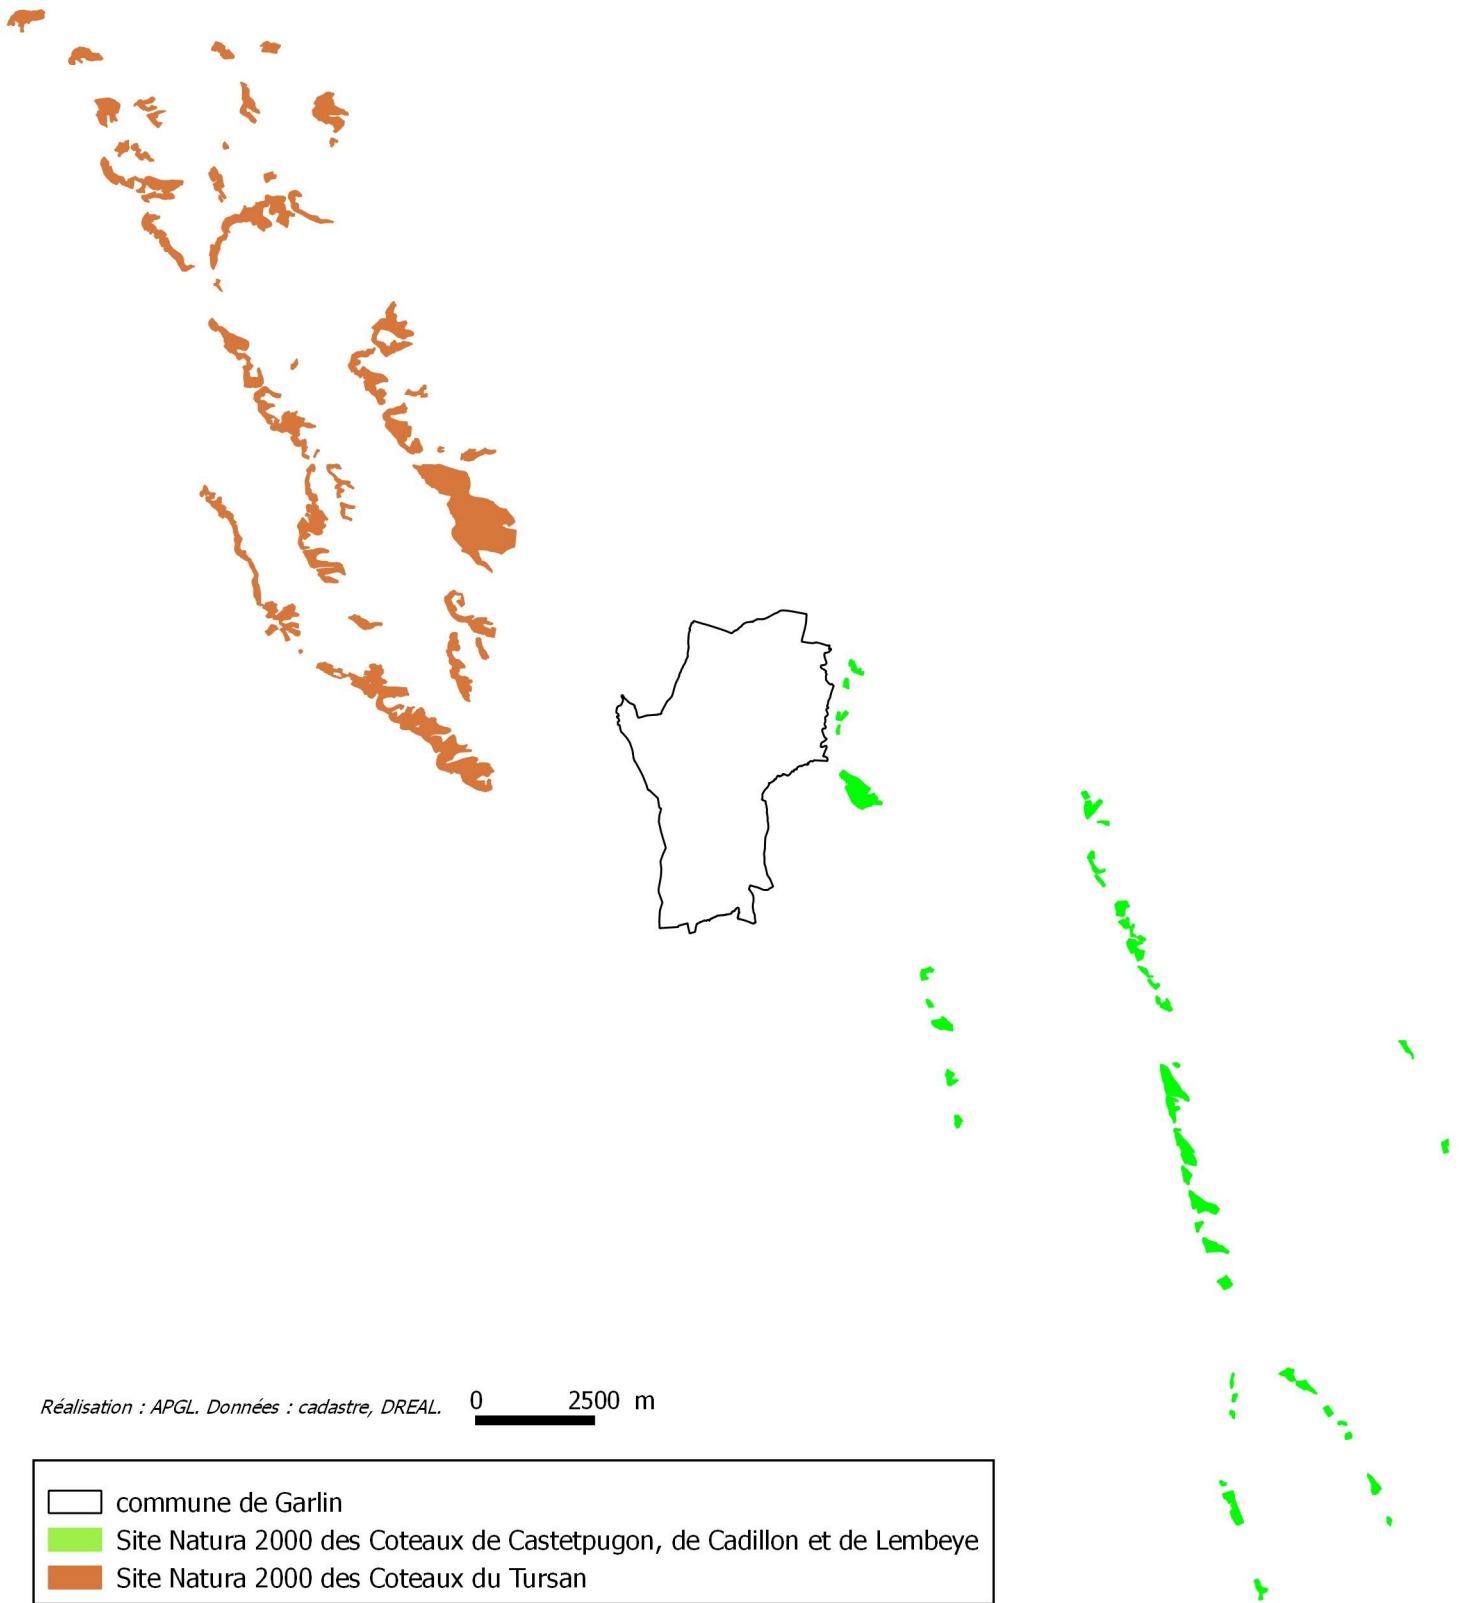 Réalisation : APGL. Données : cadastre, DREAL. 0 2500 m
commune de Garlin
Site Natura 2000 des Coteaux de Castetpugon, de Cadillon et de Lembeye
Site Natura 2000 des Coteaux du Tursan